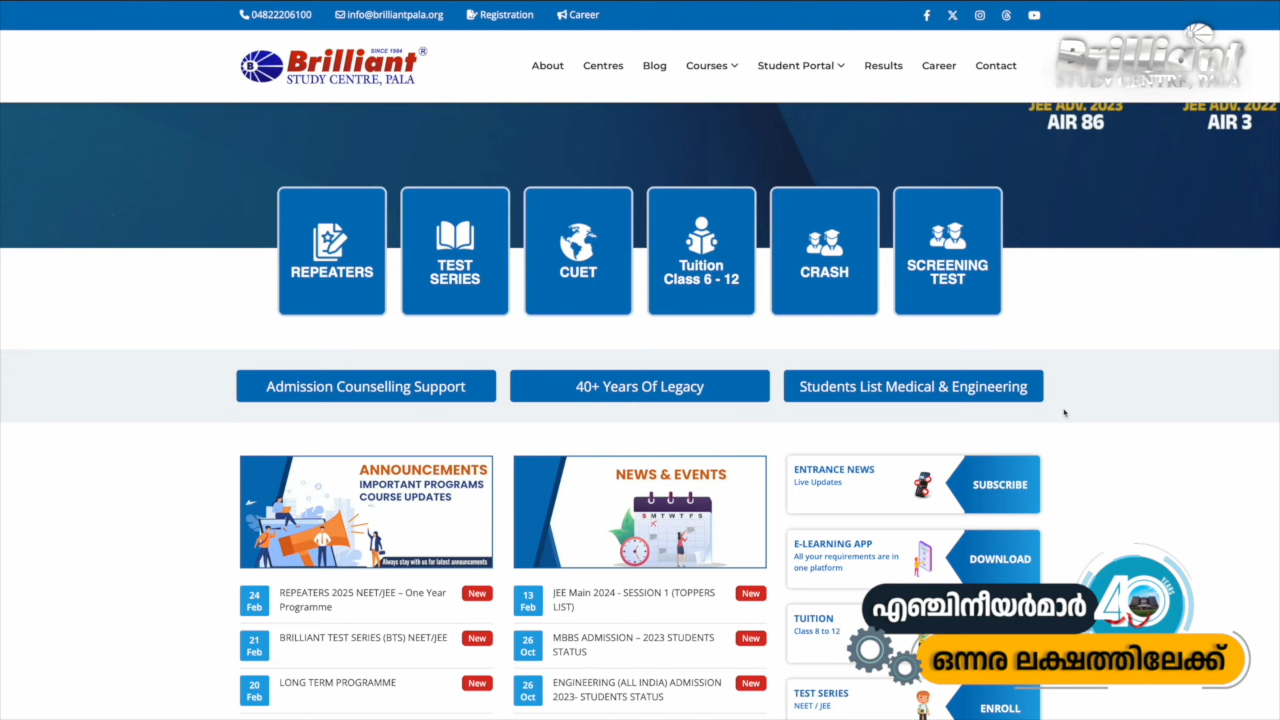 04822206100 info@brilliantpala.org Registration Career
SINCE 1984
Brilliant®
STUDY CENTRE, PALA
About Centres Blog Courses Student Portal Results Career Contact
Brilliant
STUDY CENTRE, PALA
JEE ADV. 2023
AIR 86
JEE ADV. 2022
AIR 3
REPEATERS
TEST
SERIES
CUET
Tuition
Class 6 - 12
CRASH
SCREENING
TEST
Admission Counselling Support
40+ Years Of Legacy
Students List Medical & Engineering
ANNOUNCEMENTS
IMPORTANT PROGRAMS
COURSE UPDATES
Always stay with us for latest announcements
24 Feb
REPEATERS 2025 NEET/JEE – One Year
Programme
New
21 Feb
BRILLIANT TEST SERIES (BTS) NEET/JEE
New
20 Feb
LONG TERM PROGRAMME
New
NEWS & EVENTS
S M T W T F S
13 Feb
JEE Main 2024 - SESSION 1 (TOPPERS
LIST)
New
26 Oct
MBBS ADMISSION – 2023 STUDENTS
STATUS
New
26 Oct
ENGINEERING (ALL INDIA) ADMISSION
2023- STUDENTS STATUS
New
ENTRANCE NEWS
Live Updates
SUBSCRIBE
E-LEARNING APP
All your requirements are in
one platform
DOWNLOAD
TUITION
Class 8 to 12
TEST SERIES
NEET / JEE
ENROLL
എഞ്ചിനീയർമാർ
40 YEARS
ഒന്നര ലക്ഷത്തിലേക്ക്